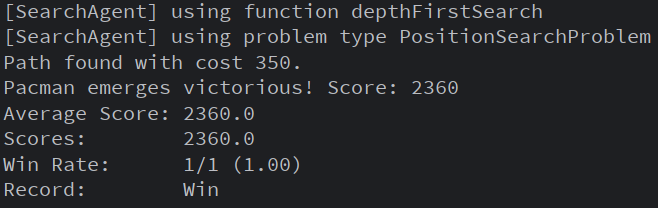 [SearchAgent] using function depthFirstSearch
[SearchAgent] using problem type PositionSearchProblem
Path found with cost 350.
Pacman emerges victorious! Score: 2360
Average Score: 2360.0
Scores:        2360.0
Win Rate:      1/1 (1.00)
Record:        Win